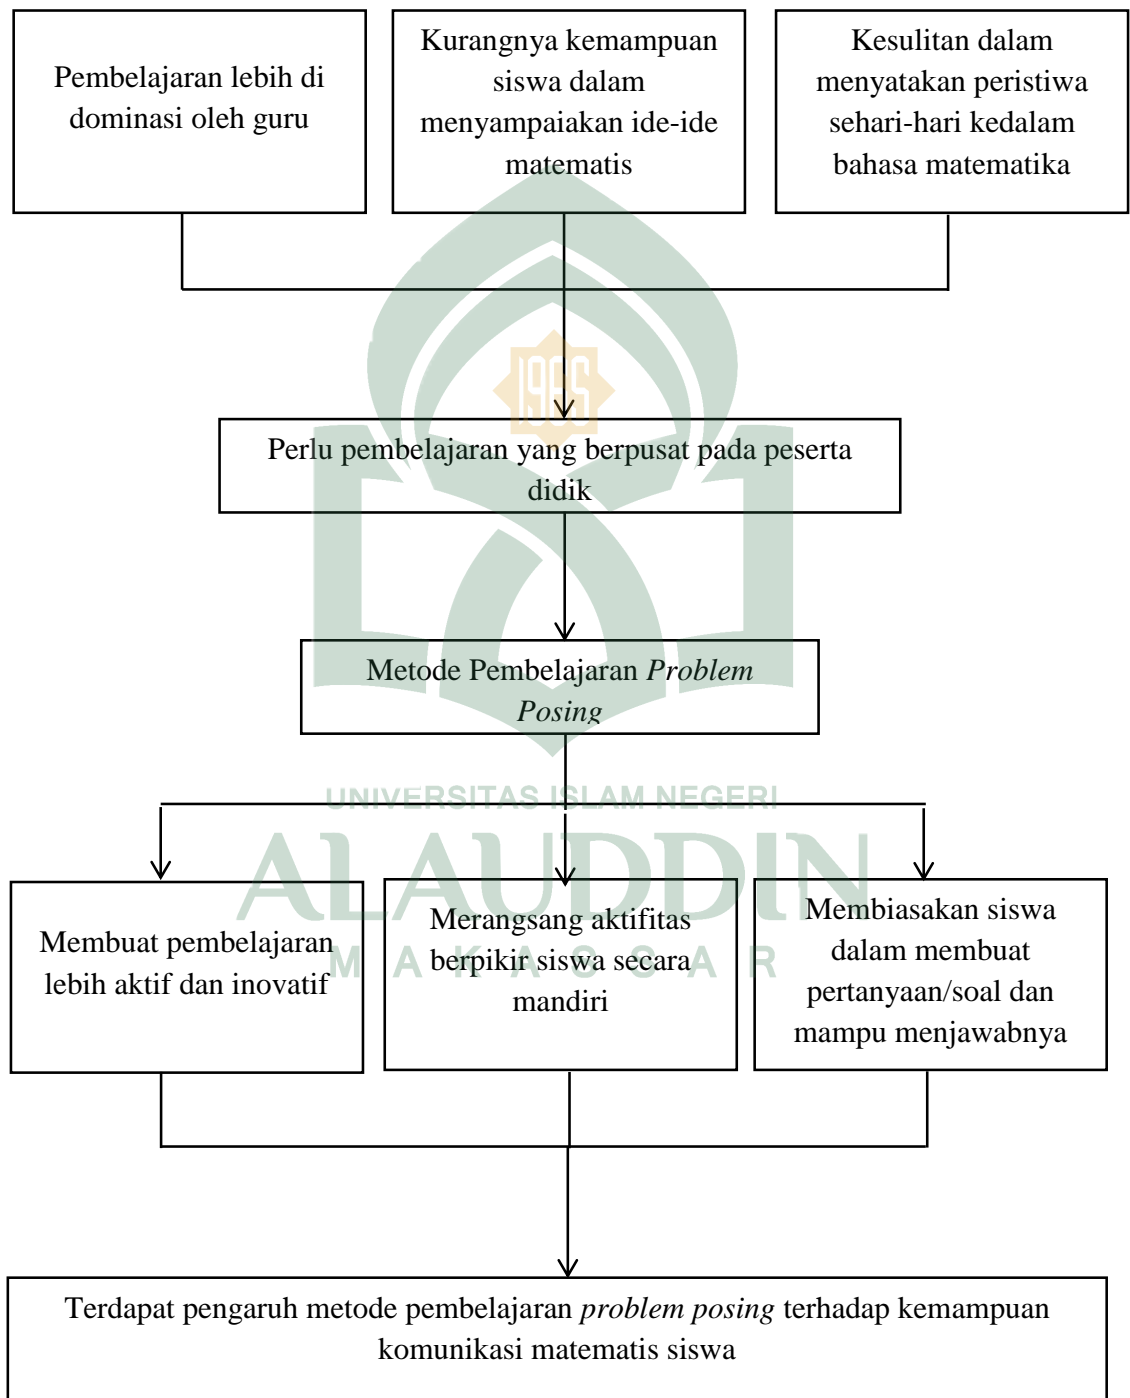 Pembelajaran lebih di
dominasi oleh guru
Kurangnya kemampuan
siswa dalam
menyampaiakan ide-ide
matematis
Kesulitan dalam
menyatakan peristiwa
sehari-hari kedalam
bahasa matematika
1965
Perlu pembelajaran yang berpusat pada peserta
didik
Metode Pembelajaran Problem
Posing
UNIVERSITAS ISLAM NEGERI
ALAUDDIN
MAKASSAR
Membuat pembelajaran
lebih aktif dan inovatif
Merangsang aktifitas
berpikir siswa secara
mandiri
Membiasakan siswa
dalam membuat
pertanyaan/soal dan
mampu menjawabnya
Terdapat pengaruh metode pembelajaran problem posing terhadap kemampuan
komunikasi matematis siswa